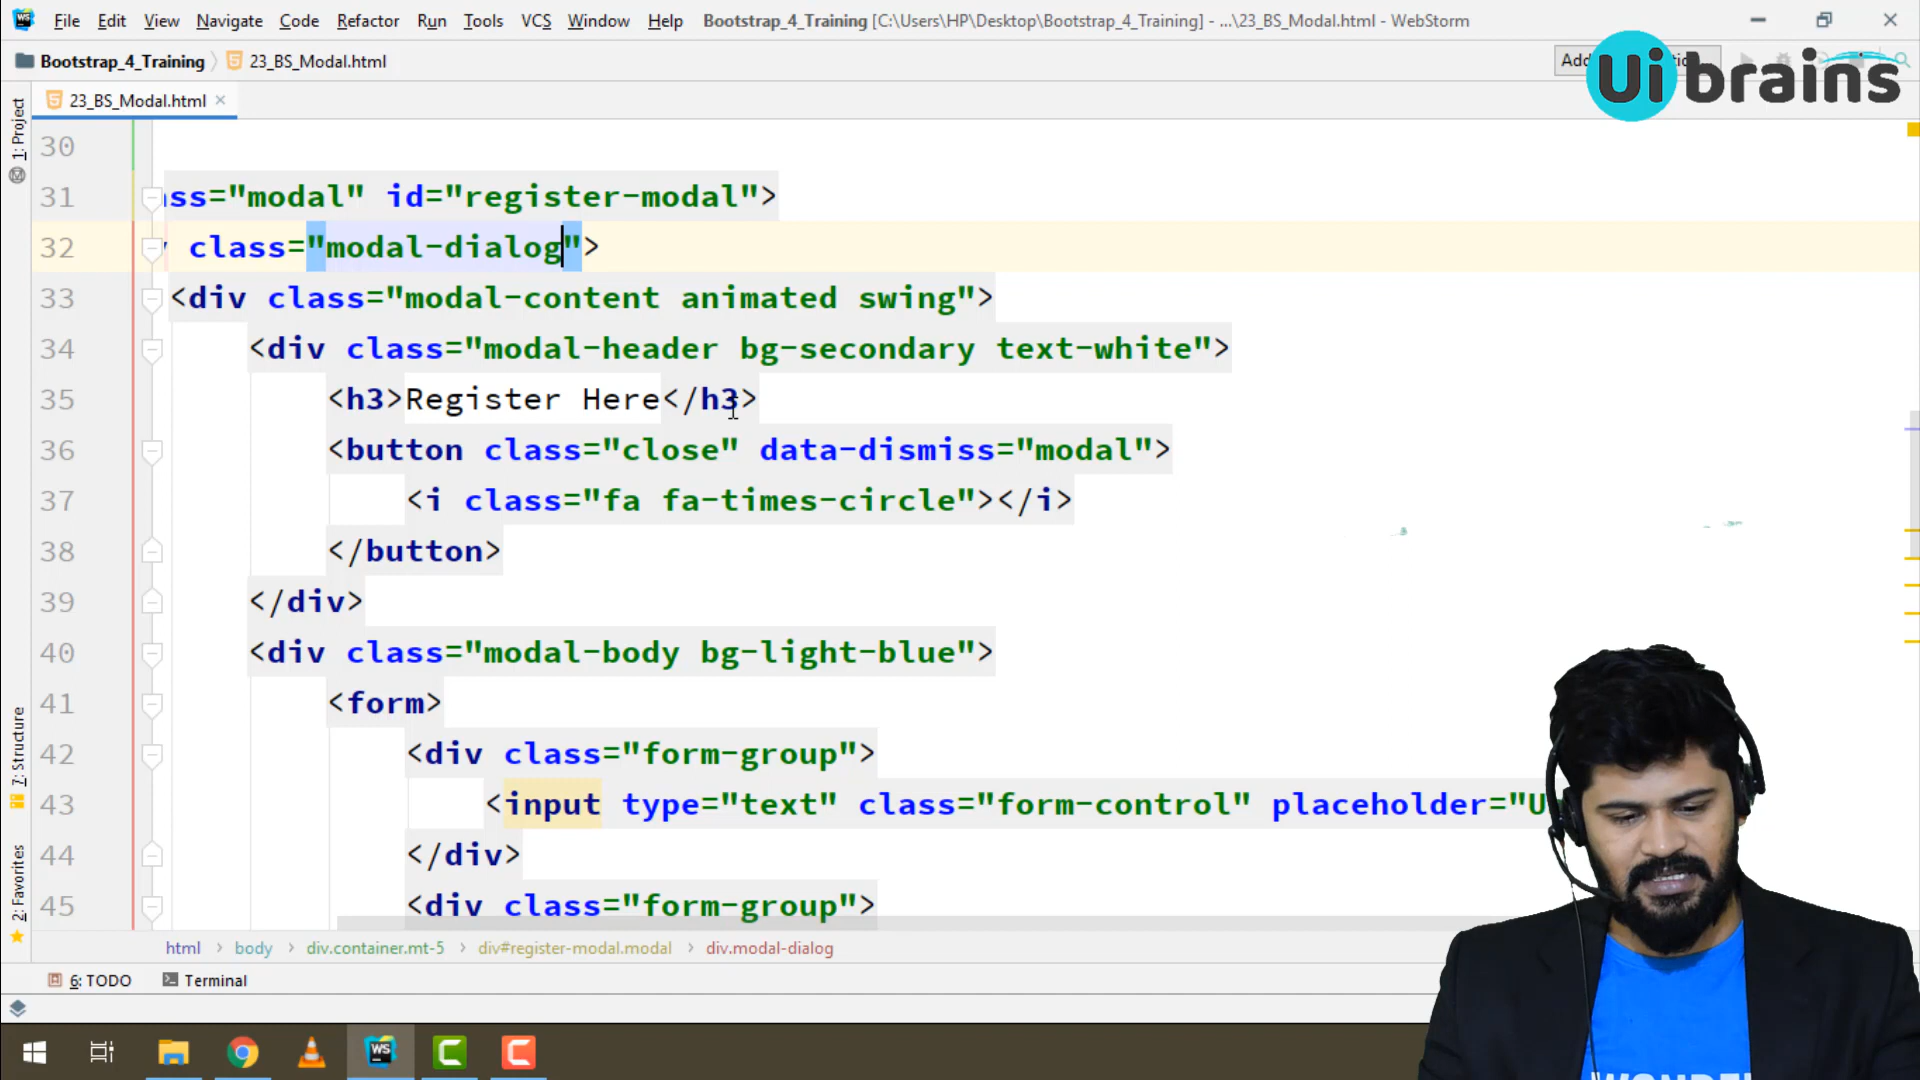 File Edit View Navigate Code Refactor Run Tools VCS Window Help Bootstrap_4_Training [C:\Users\HP\Desktop\Bootstrap_4_Training] - ...\23_BS_Modal.html - WebStorm
Bootstrap_4_Training 23_BS_Modal.html
Ui brains
23_BS_Modal.html
1: Project
30
31 ass="modal" id="register-modal">
32 class="modal-dialog">
33 <div class="modal-content animated swing">
34 <div class="modal-header bg-secondary text-white">
35 <h3>Register Here</h3>
36 <button class="close" data-dismiss="modal">
37 <i class="fa fa-times-circle"></i>
38 </button>
39 </div>
40 <div class="modal-body bg-light-blue">
41 <form>
42 <div class="form-group">
43 <input type="text" class="form-control" placeholder="U
44 </div>
45 <div class="form-group">
7: Structure
2: Favorites
html body div.container.mt-5 div#register-modal.modal div.modal-dialog
6: TODO Terminal
WS